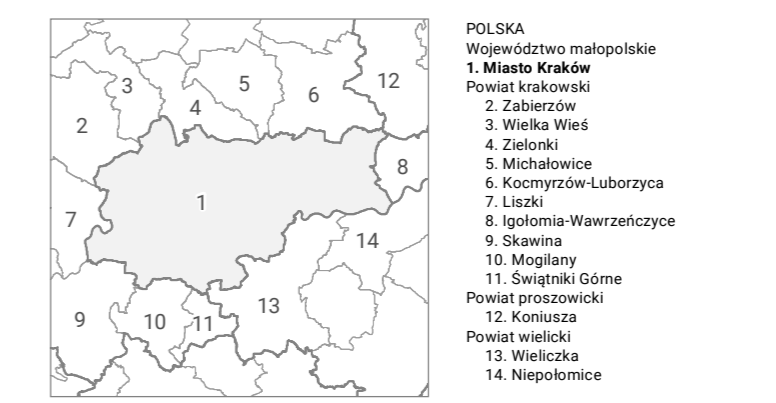 POLSKA
Województwo małopolskie
1. Miasto Kraków
Powiat krakowski
2. Zabierzów
3. Wielka Wieś
4. Zielonki
5. Michałowice
6. Kocmyrzów-Luborzyca
7. Liszki
8. Igołomia-Wawrzeńczyce
9. Skawina
10. Mogilany
11. Świątniki Górne
Powiat proszowicki
12. Koniusza
Powiat wielicki
13. Wieliczka
14. Niepołomice
12
5
3
6
4
2
8
1
7
14
13
9
10
11